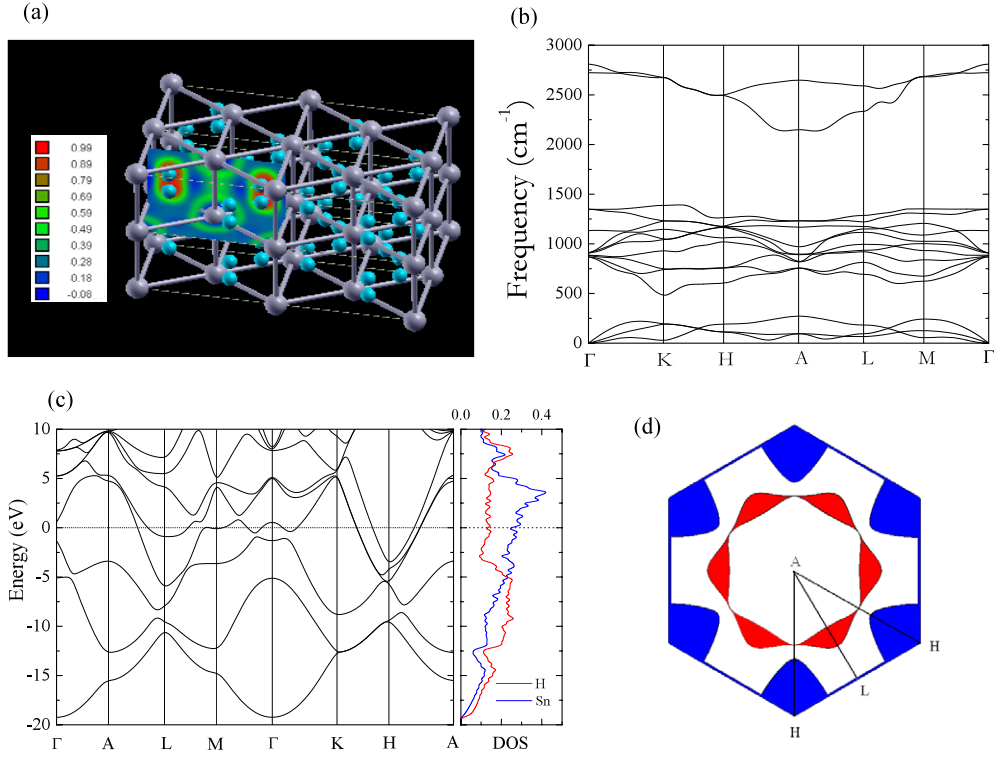 (a)
0.99
0.89
0.79
0.69
0.59
0.49
0.39
0.28
0.18
-0.08
(b)
Frequency (cm-1)
3000
2500
2000
1500
1000
500
0
Γ K H A L M Γ
(c)
0.0 0.2 0.4
Energy (eV)
10
5
0
-5
-10
-15
-20
Γ A L M Γ K H A
H
Sn
DOS
(d)
A
H
L
H